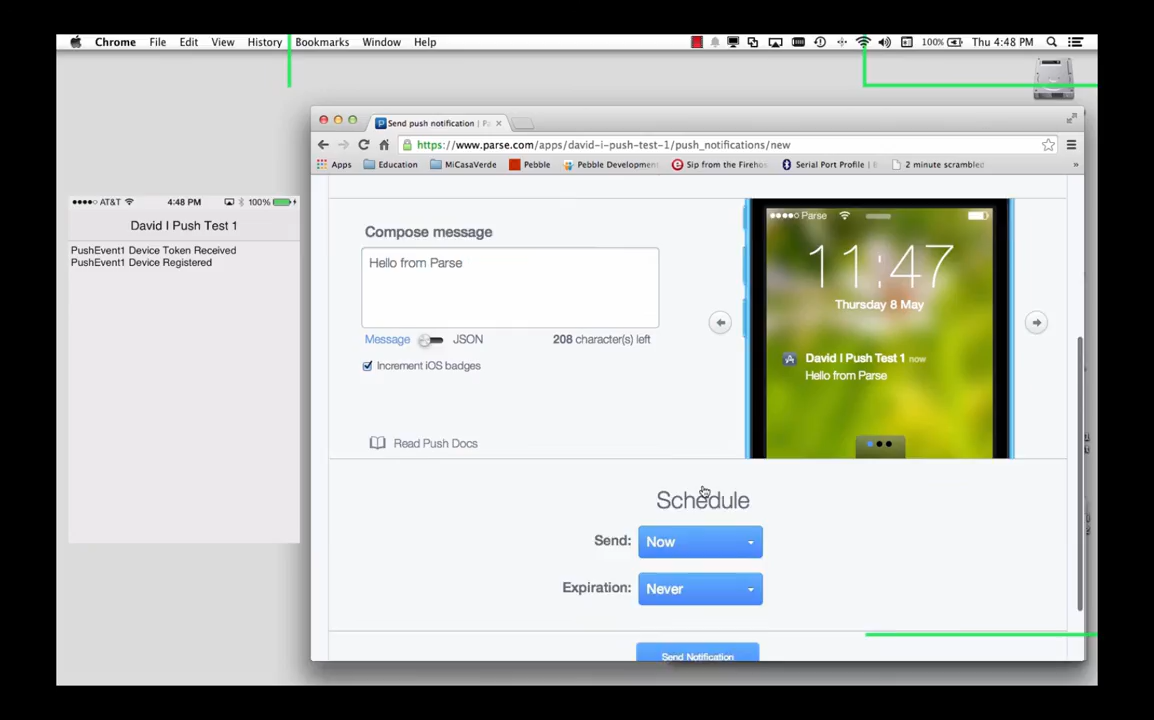 Chrome File Edit View History Bookmarks Window Help
100% Thu 4:48 PM
Send push notification | P
https://www.parse.com/apps/david-i-push-test-1/push_notifications/new
Apps Education MiCasaVerde Pebble Pebble Developmen Sip from the Fireho Serial Port Profile | 2 minute scrambled »
AT&T 4:48 PM 100%
David I Push Test 1
PushEvent1 Device Token Received
PushEvent1 Device Registered
Compose message
Hello from Parse
Message JSON 208 character(s) left
Increment iOS badges
Read Push Docs
Parse
11:47
Thursday 8 May
David I Push Test 1 now
Hello from Parse
Schedule
Send: Now
Expiration: Never
Send Notification